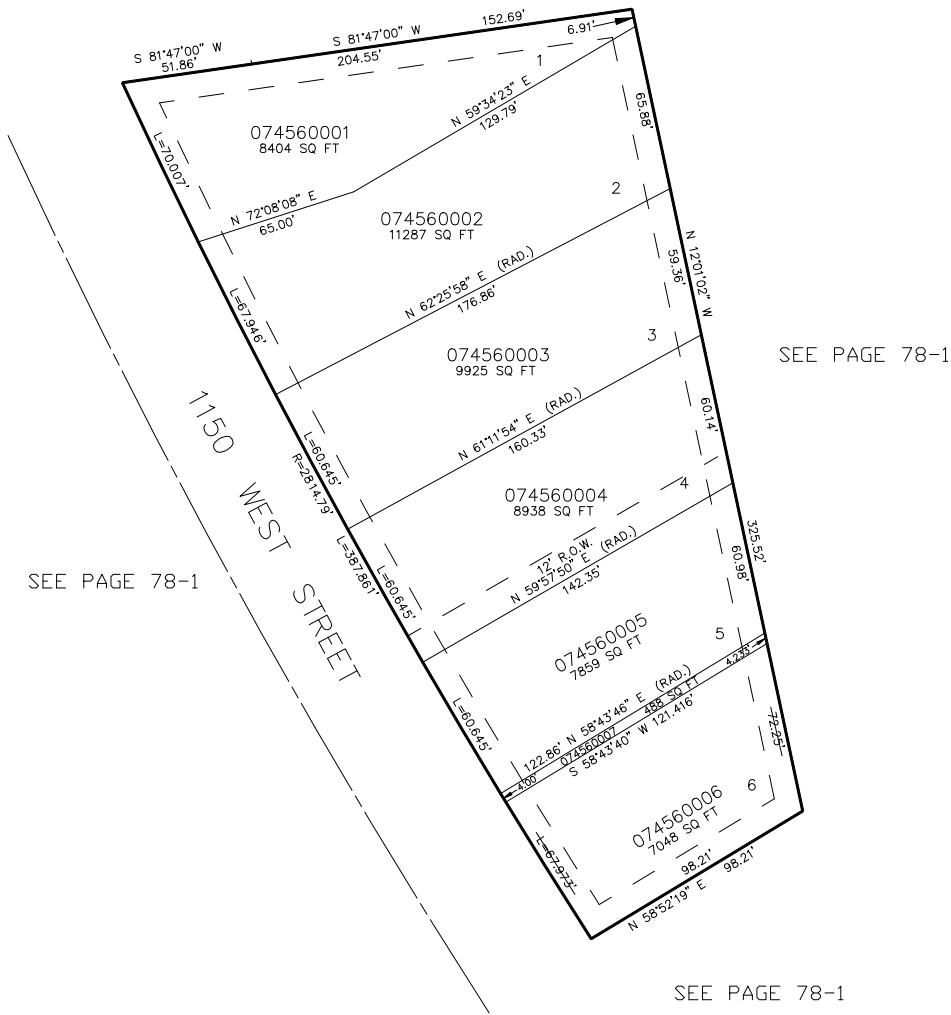 S 81°47'00" W
51.86'
S 81°47'00" W
204.55'
152.69'
6.91'
1
N 59°34'23" E
129.79'
65.88'
L=70.007'
074560001
8404 SQ FT
N 72°08'08" E
65.00'
2
074560002
11287 SQ FT
N 62°25'58" E (RAD.)
176.86'
N 12°01'02" W
59.36'
L=67.946'
3
074560003
9925 SQ FT
SEE PAGE 78-1
N 61°11'54" E (RAD.)
160.33'
60.14'
L=60.645'
R=2814.79'
1150 WEST STREET
4
074560004
8938 SQ FT
12' R.O.W.
N 59°57'50" E (RAD.)
142.35'
325.52'
60.98'
L=387.861'
L=60.645'
SEE PAGE 78-1
5
074560005
7859 SQ FT
4.233'
122.86' N 58°43'46" E (RAD.)
074560007 488 SQ FT
S 58°43'40" W 121.416'
4.00'
L=60.645'
72.25'
6
074560006
7048 SQ FT
L=67.973'
98.21'
N 58°52'19" E 98.21'
SEE PAGE 78-1